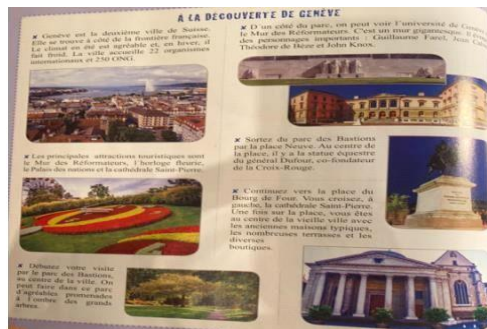 A LA DECOUVERTE DE GENÈVE
Genève est la deuxième ville de Suisse.
Elle se trouve à côté de la frontière française.
Le climat en été est agréable et, en hiver, il
fait froid. La ville accueille 22 organismes
internationaux et 250 ONG.
Les principales attractions touristiques sont
le Mur des Réformateurs, l'horloge fleurie,
le Palais des nations et la cathédrale Saint-Pierre.
Débutez votre visite
par le parc des Bastions,
au centre de la ville. On
peut faire dans ce parc
d'agréables promenades
à l'ombre des grands
arbres.
D'un côté du parc, on peut voir l'université de
le Mur des Réformateurs. C'est un mur gigantesque. Il
des personnages importants : Guillaume Farel, Jean
Théodore de Bèze et John Knox.
Sortez du parc des Bastions
par la place Neuve. Au centre de
la place, il y a la statue équestre
du général Dufour, co-fondateur
de la Croix-Rouge.
Continuez vers la place du
Bourg de Four. Vous croisez, à
gauche, la cathédrale Saint-Pierre.
Une fois sur la place, vous êtes
au centre de la vieille ville avec
les anciennes maisons typiques,
les nombreuses terrasses et les
diverses
boutiques.